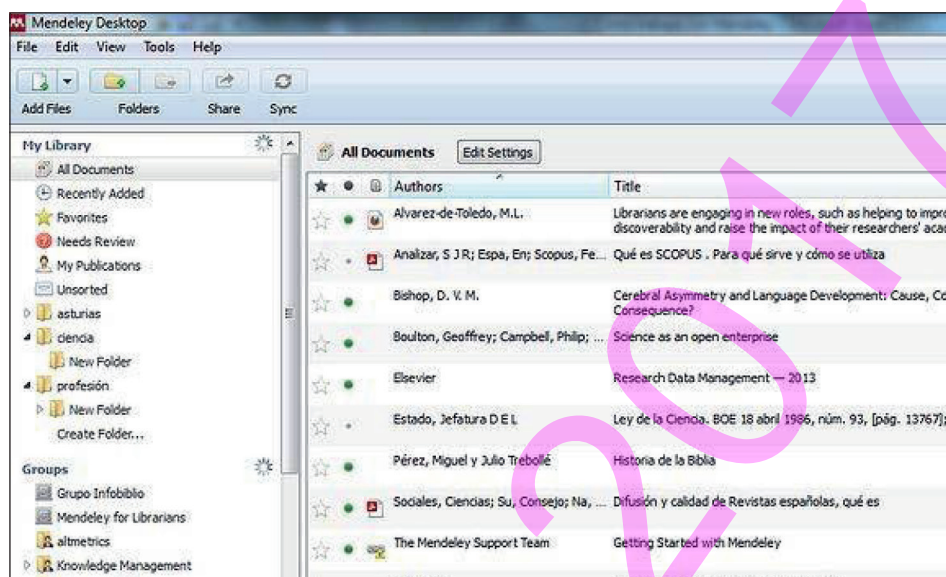 Mendeley Desktop
File Edit View Tools Help
Add Files Folders Share Sync
My Library
All Documents
Recently Added
Favorites
Needs Review
My Publications
Unsorted
asturias
ciencia
New Folder
profesión
New Folder
Create Folder...
Groups
Grupo Infobiblio
Mendeley for Librarians
altmetrics
Knowledge Management
All Documents Edit Settings
Authors Title
Alvarez-de-Toledo, M.L. Librarians are engaging in new roles, such as helping to impro
discoverability and raise the impact of their researchers' acad
Analizar, S J R; Espa, En; Scopus, Fe... Qué es SCOPUS . Para qué sirve y cómo se utiliza
Bishop, D. V. M. Cerebral Asymmetry and Language Development: Cause, Co
Consequence?
Boulton, Geoffrey; Campbell, Philip; ... Science as an open enterprise
Elsevier Research Data Management — 2013
Estado, Jefatura D E L Ley de la Ciencia. BOE 18 abril 1986, núm. 93, [pág. 13767];
Pérez, Miguel y Julio Trebollé Historia de la Biblia
Sociales, Ciencias; Su, Consejo; Na, ... Difusión y calidad de Revistas españolas, qué es
The Mendeley Support Team Getting Started with Mendeley
2017